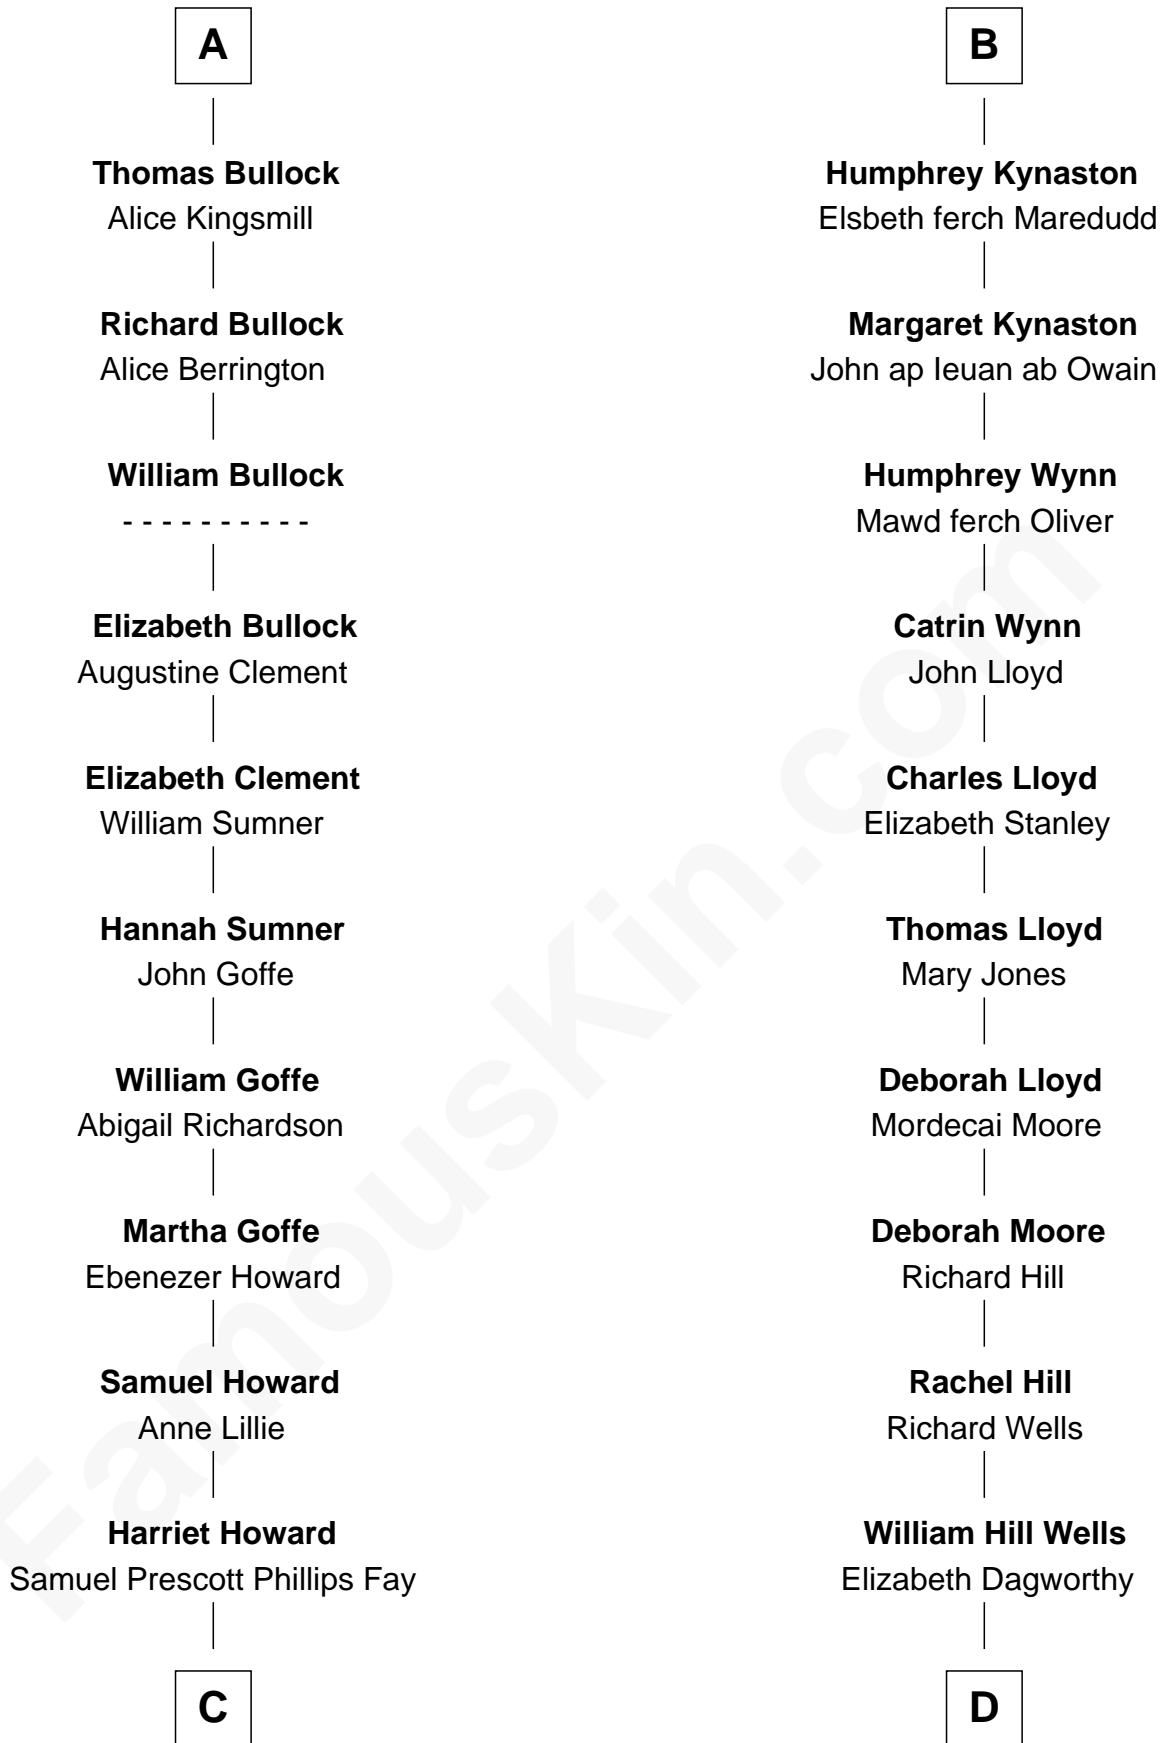 A
Thomas Bullock
Alice Kingsmill
Richard Bullock
Alice Berrington
William Bullock
- - - - - - - - - -
Elizabeth Bullock
Augustine Clement
Elizabeth Clement
William Sumner
Hannah Sumner
John Goffe
William Goffe
Abigail Richardson
Martha Goffe
Ebenezer Howard
Samuel Howard
Anne Lillie
Harriet Howard
Samuel Prescott Phillips Fay
C
B
Humphrey Kynaston
Elsbeth ferch Maredudd
Margaret Kynaston
John ap Ieuan ab Owain
Humphrey Wynn
Mawd ferch Oliver
Catrin Wynn
John Lloyd
Charles Lloyd
Elizabeth Stanley
Thomas Lloyd
Mary Jones
Deborah Lloyd
Mordecai Moore
Deborah Moore
Richard Hill
Rachel Hill
Richard Wells
William Hill Wells
Elizabeth Dagworthy
D
FamousKin.com